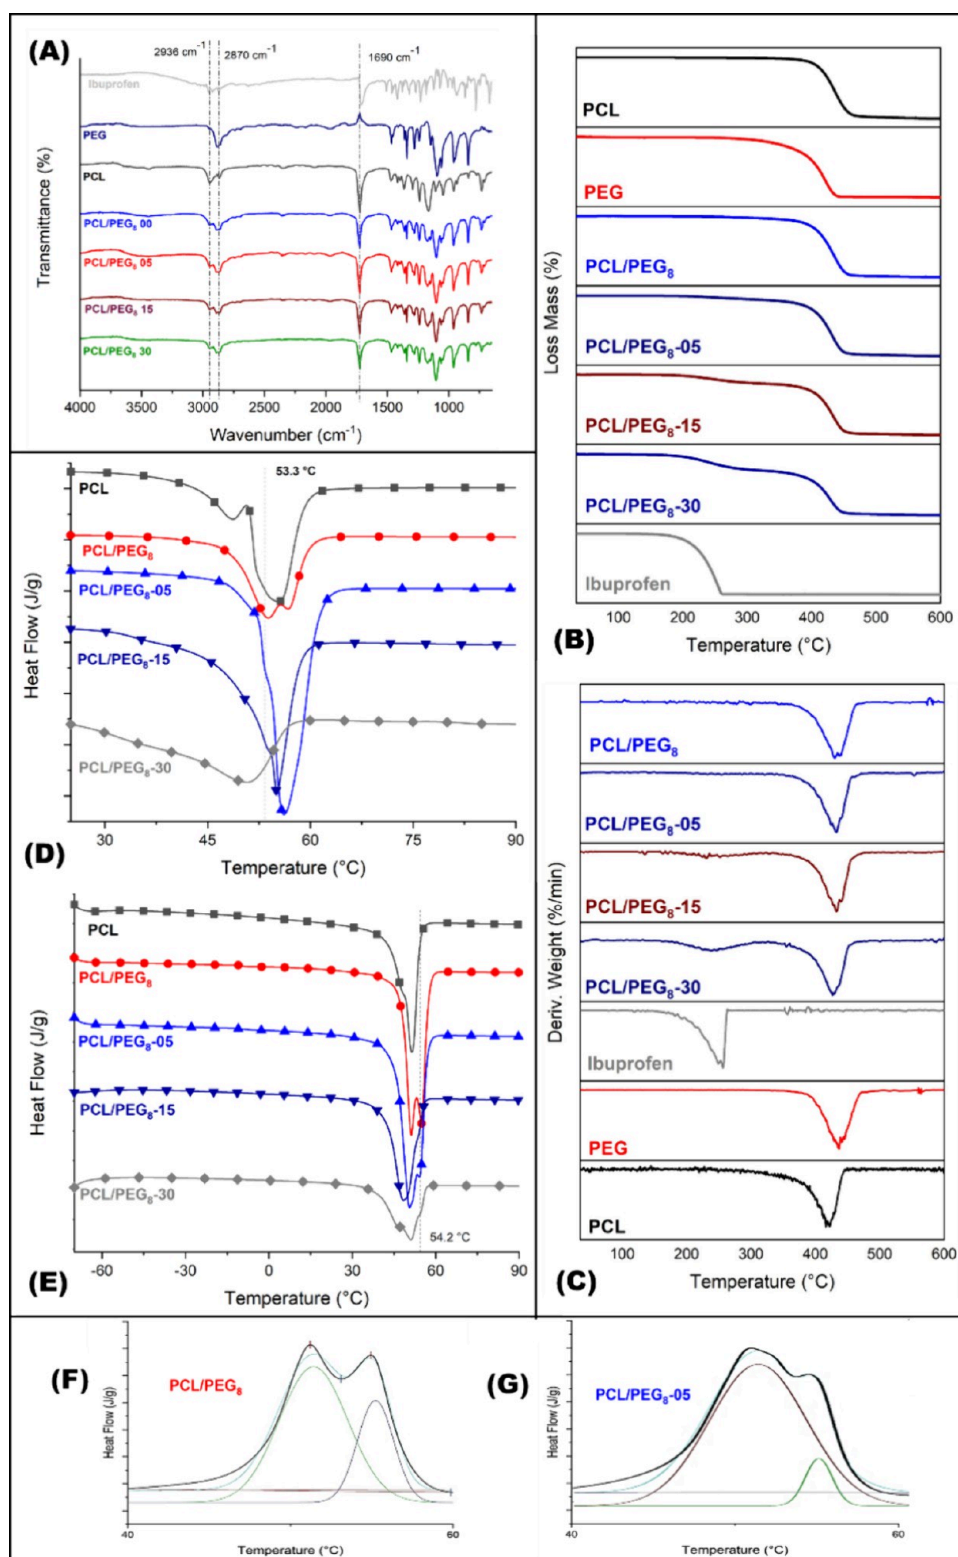 (A)
2936 cm⁻¹
2870 cm⁻¹
1690 cm⁻¹
Ibuprofen
PEG
PCL
PCL/PEG₈ 00
PCL/PEG₈ 05
PCL/PEG₈ 15
PCL/PEG₈ 30
Transmittance (%)
4000 3500 3000 2500 2000 1500 1000
Wavenumber (cm⁻¹)
PCL
PEG
PCL/PEG₈
PCL/PEG₈-05
PCL/PEG₈-15
PCL/PEG₈-30
Ibuprofen
Loss Mass (%)
100 200 300 400 500 600
Temperature (°C)
(B)
53.3 °C
PCL
PCL/PEG₈
PCL/PEG₈-05
PCL/PEG₈-15
PCL/PEG₈-30
Heat Flow (J/g)
30 45 60 75 90
Temperature (°C)
(D)
PCL/PEG₈
PCL/PEG₈-05
PCL/PEG₈-15
PCL/PEG₈-30
Ibuprofen
PEG
PCL
Deriv. Weight (%/min)
100 200 300 400 500 600
Temperature (°C)
(C)
PCL
PCL/PEG₈
PCL/PEG₈-05
PCL/PEG₈-15
PCL/PEG₈-30
54.2 °C
Heat Flow (J/g)
-60 -30 0 30 60 90
Temperature (°C)
(E)
(F)
PCL/PEG₈
Heat Flow (J/g)
40 60
Temperature (°C)
(G)
PCL/PEG₈-05
Heat Flow (J/g)
40 60
Temperature (°C)